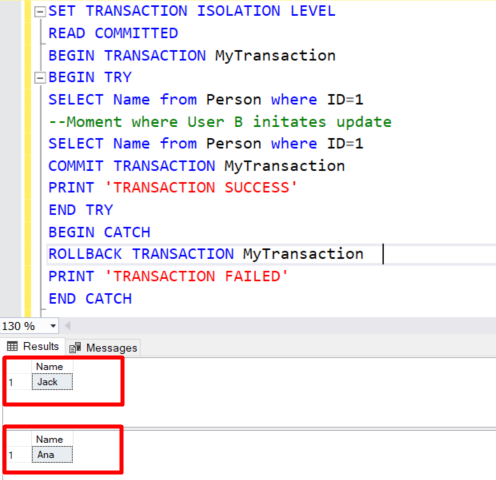 SET TRANSACTION ISOLATION LEVEL
READ COMMITTED
BEGIN TRANSACTION MyTransaction
BEGIN TRY
SELECT Name from Person where ID=1
--Moment where User B initates update
SELECT Name from Person where ID=1
COMMIT TRANSACTION MyTransaction
PRINT 'TRANSACTION SUCCESS'
END TRY
BEGIN CATCH
ROLLBACK TRANSACTION MyTransaction
PRINT 'TRANSACTION FAILED'
END CATCH
130 %
Results Messages
Name
1 Jack
Name
1 Ana